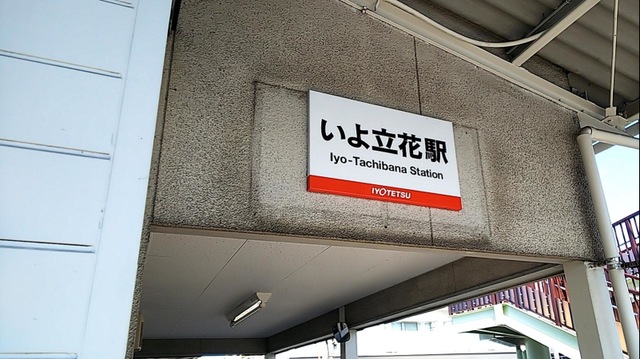 いよ立花駅
Iyo-Tachibana Station
IYOTETSU